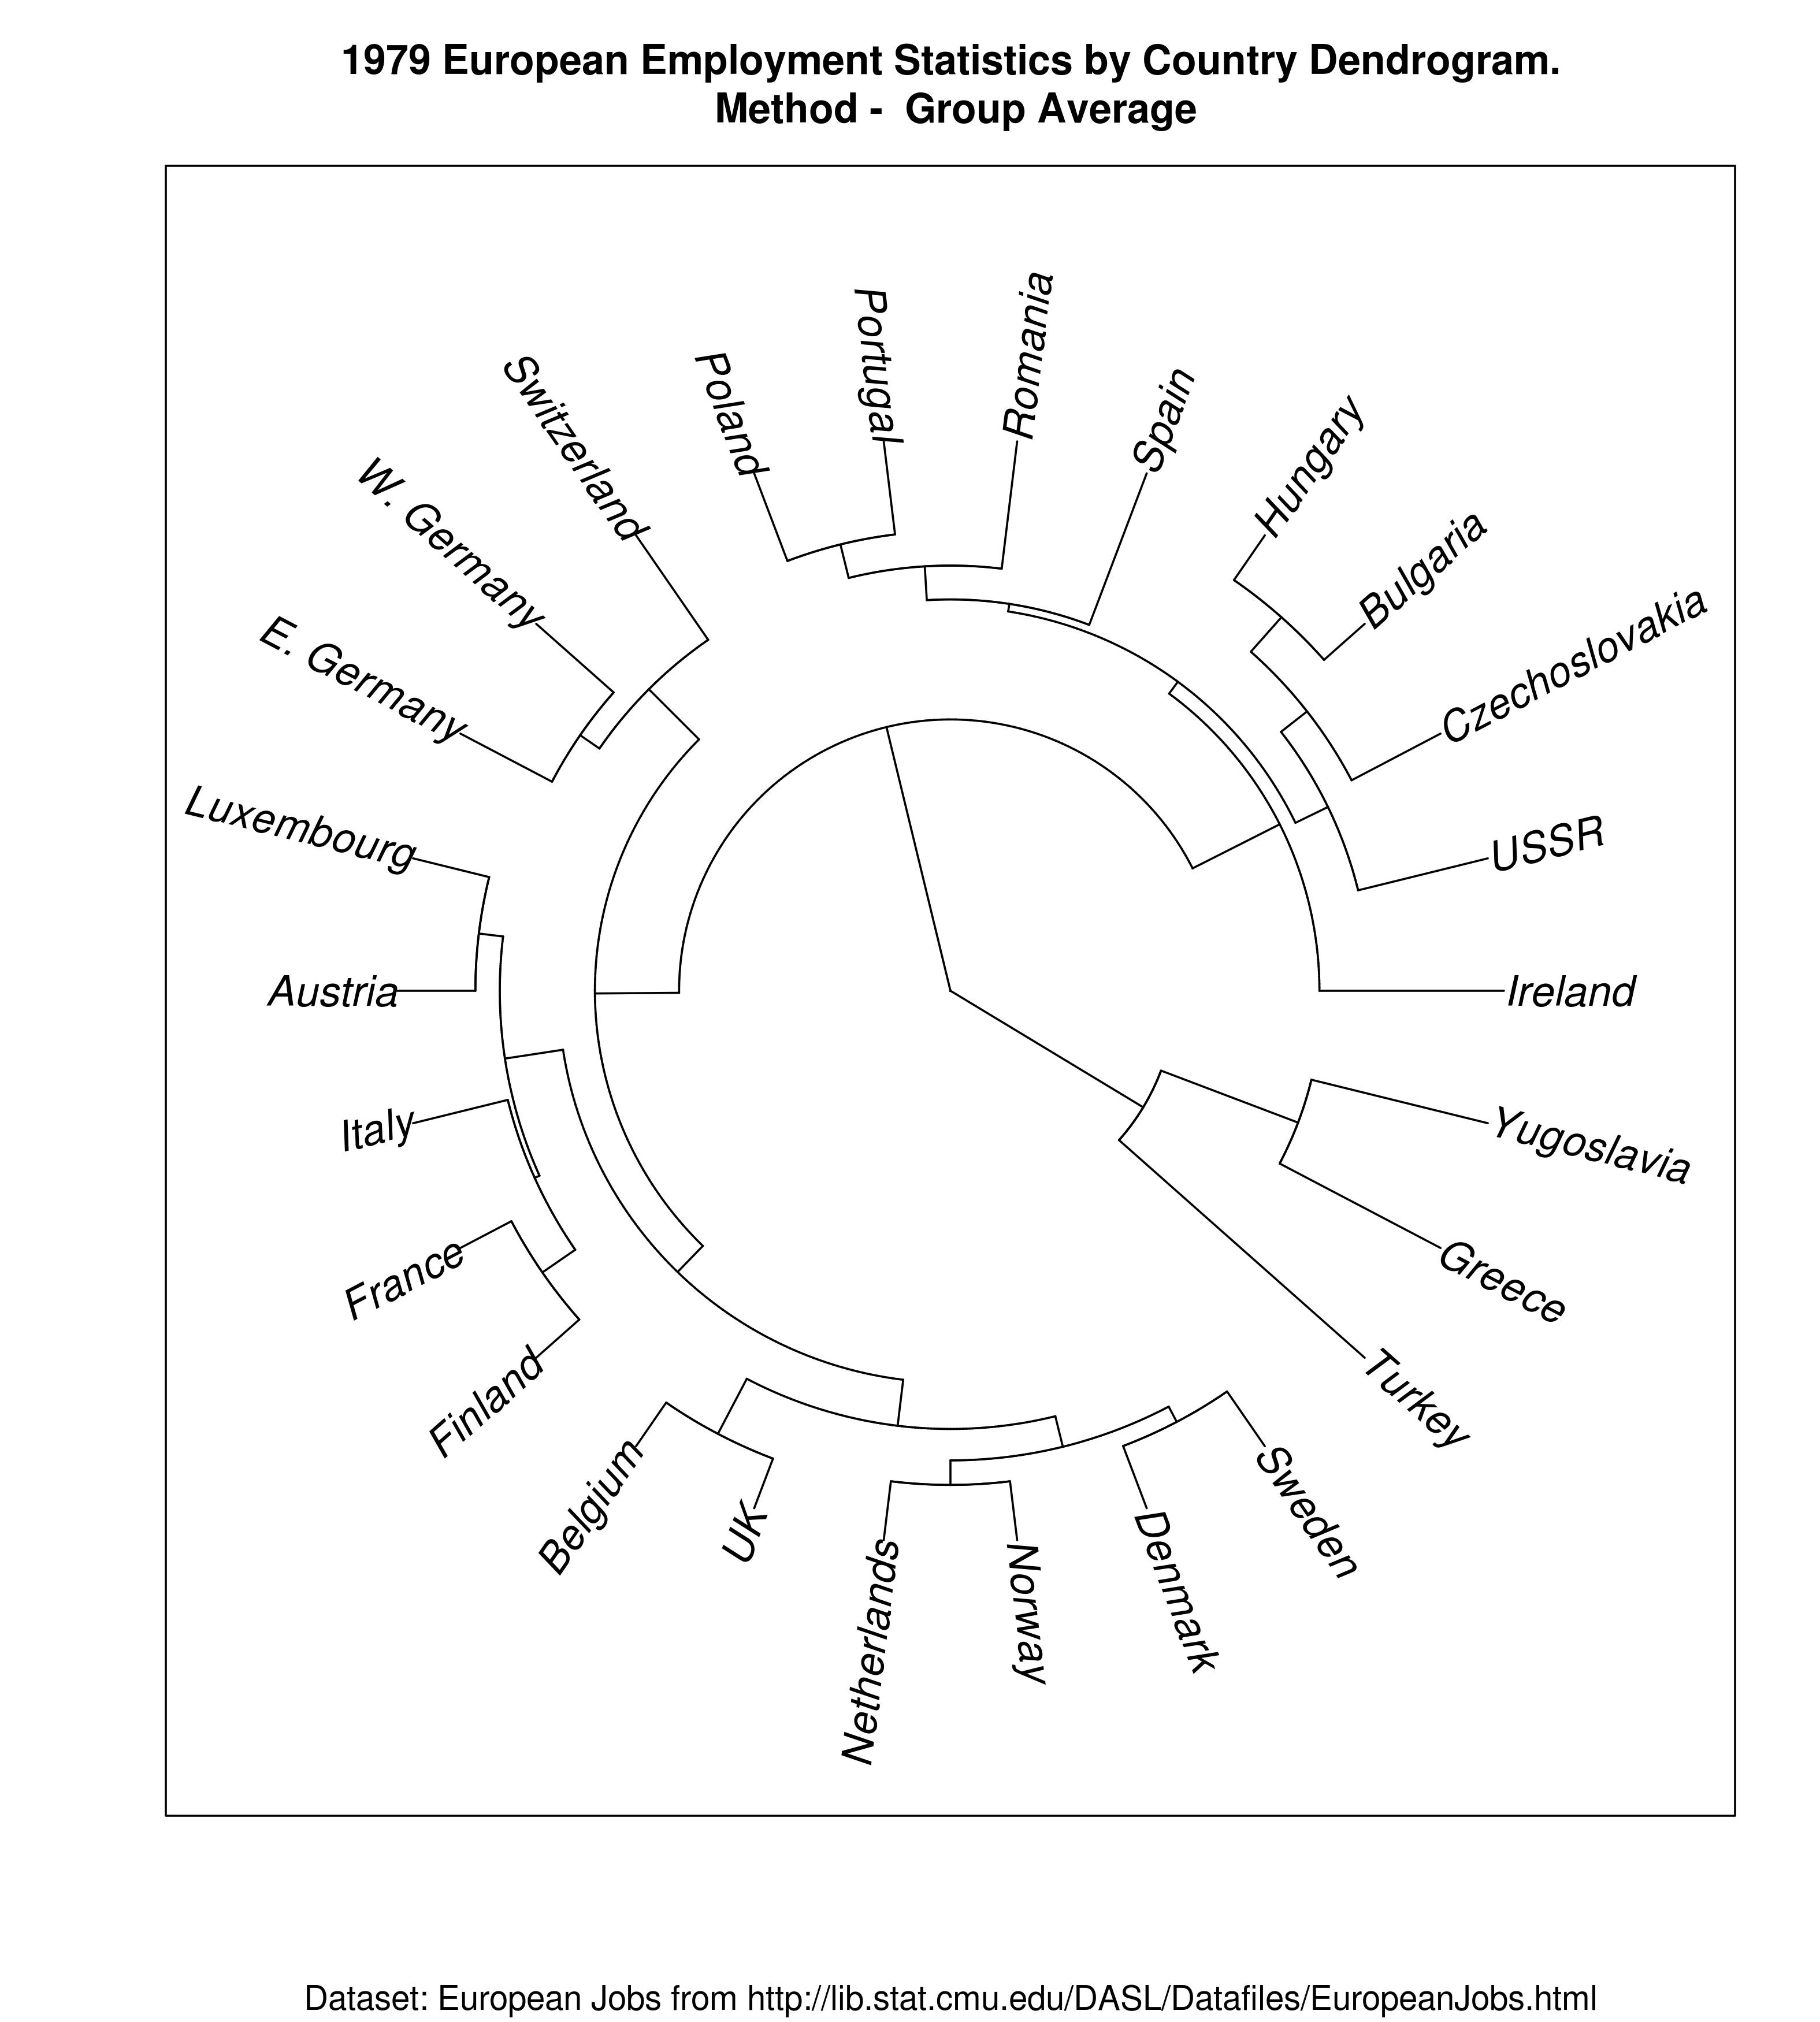 1979 European Employment Statistics by Country Dendrogram.
Method -  Group Average
Romania
Portugal
Poland
Spain
Switzerland
Hungary
W. Germany
Bulgaria
E. Germany
Czechoslovakia
Luxembourg
USSR
Austria
Ireland
Italy
Yugoslavia
France
Greece
Finland
Turkey
Belgium
UK
Netherlands
Norway
Denmark
Sweden
Dataset: European Jobs from http://lib.stat.cmu.edu/DASL/Datafiles/EuropeanJobs.html